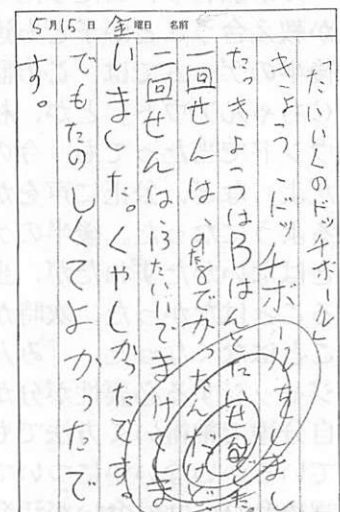 5月15日 金曜日 名前
「たいいくのドッチボール」
きょう、ドッチボールをしまし
たっきょうはBはんとたいせんでした。
一回せんは、9たい8でかったんだけど
二回せんは、13たい11でまけてしま
いました。くやしかったです。
でもたのしくてよかったで
す。